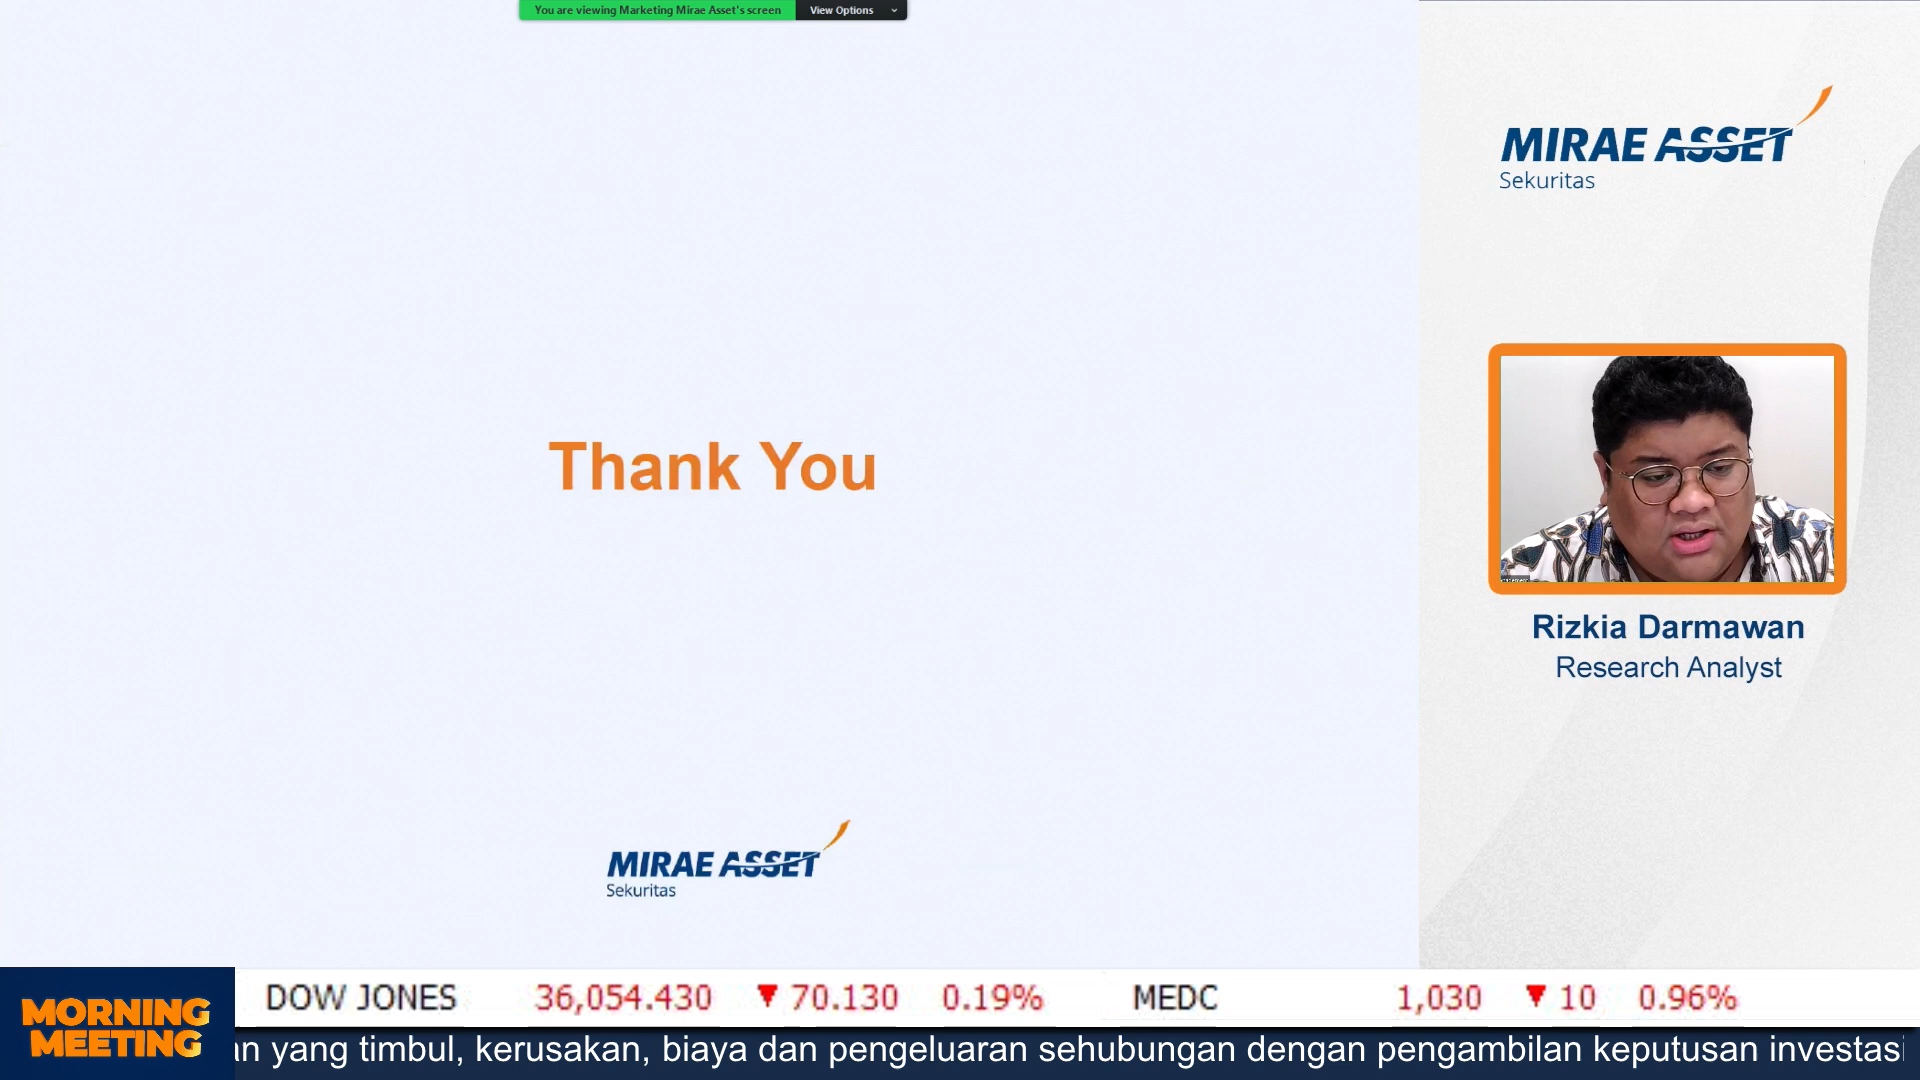 You are viewing Marketing Mirae Asset's screen
View Options
MIRAE ASSET
Sekuritas
Thank You
Rizkia Darmawan
Research Analyst
MIRAE ASSET
Sekuritas
DOW JONES 36,054.430 ▼ 70.130 0.19% MEDC 1,030 ▼ 10 0.96%
MORNING
MEETING
yang timbul, kerusakan, biaya dan pengeluaran sehubungan dengan pengambilan keputusan investasi